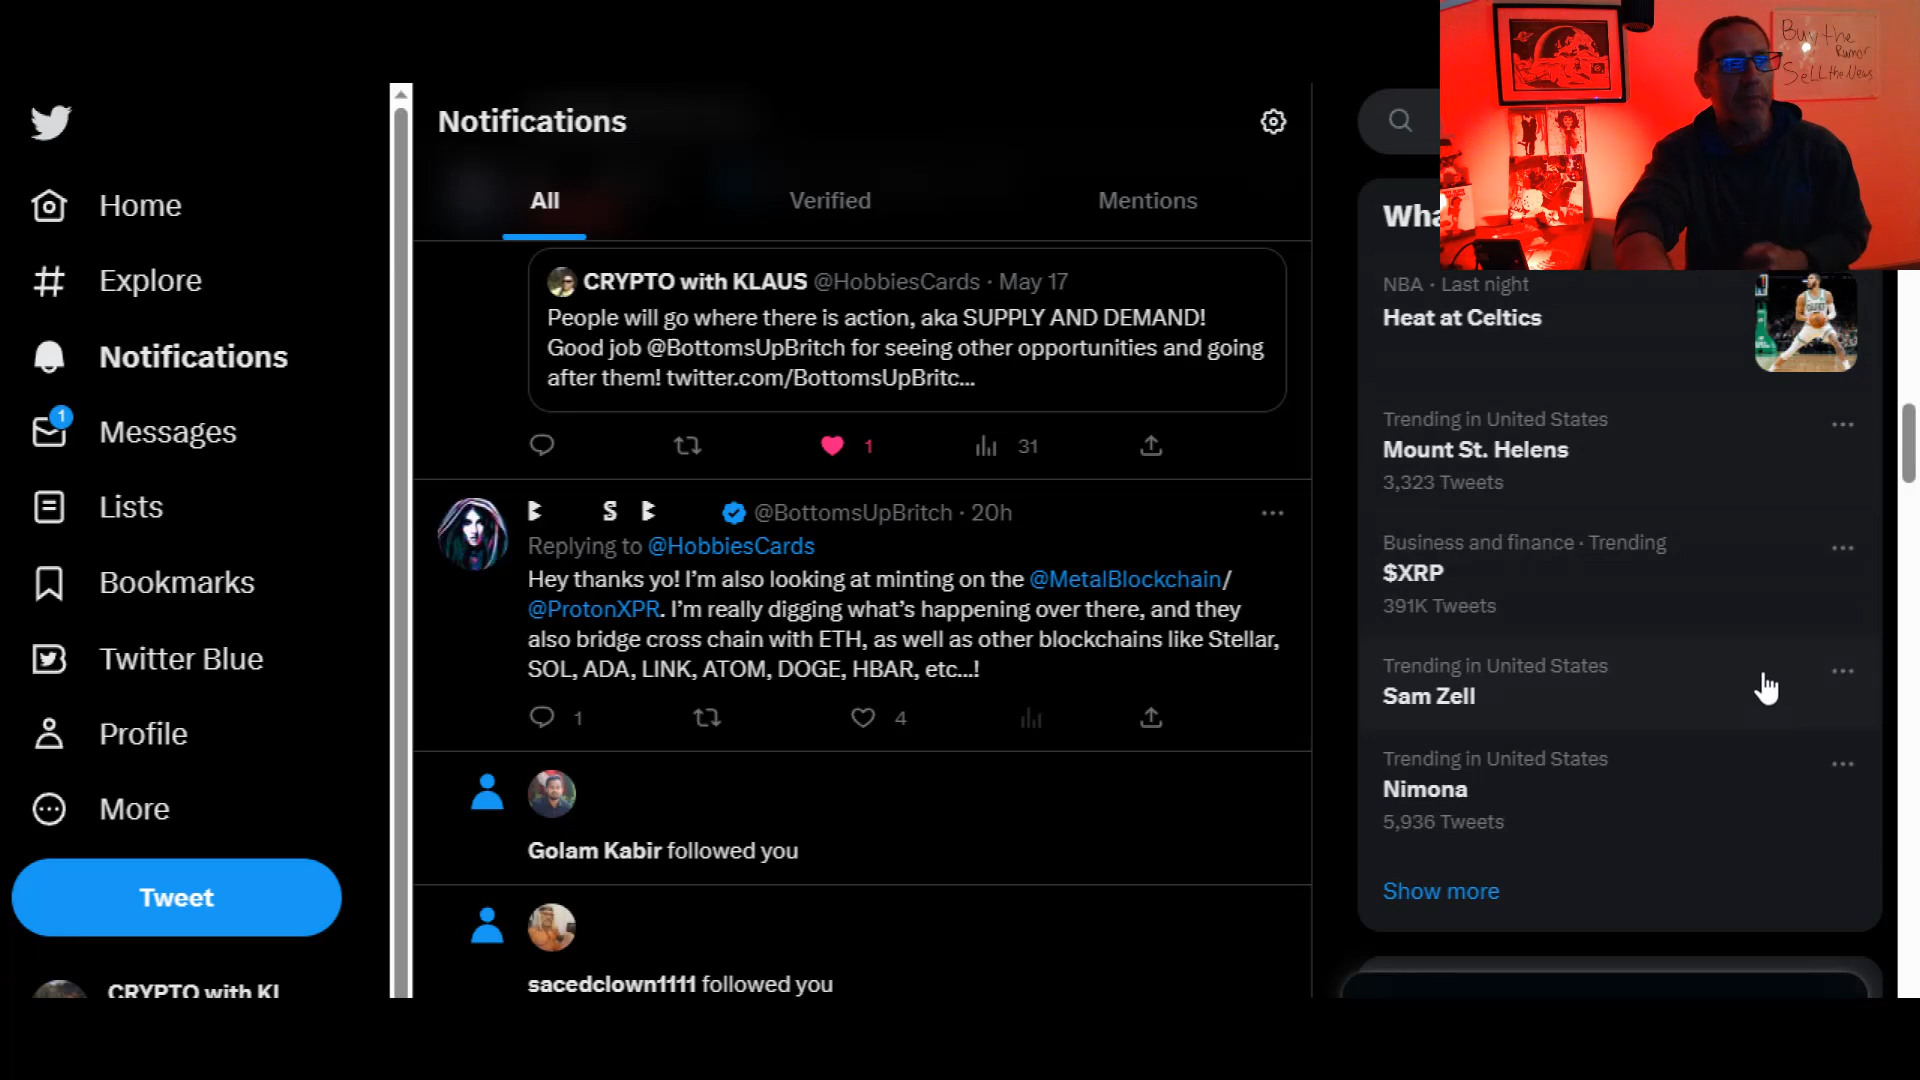 Home
Explore
Notifications
1
Messages
Lists
Bookmarks
Twitter Blue
Profile
More
Tweet
CRYPTO with KL
Notifications
All
Verified
Mentions
CRYPTO with KLAUS @HobbiesCards · May 17
People will go where there is action, aka SUPPLY AND DEMAND!
Good job @BottomsUpBritch for seeing other opportunities and going
after them! twitter.com/BottomsUpBritc...
1
31
S @BottomsUpBritch · 20h
Replying to @HobbiesCards
Hey thanks yo! I'm also looking at minting on the @MetalBlockchain/
@ProtonXPR. I'm really digging what's happening over there, and they
also bridge cross chain with ETH, as well as other blockchains like Stellar,
SOL, ADA, LINK, ATOM, DOGE, HBAR, etc...!
1
4
Golam Kabir followed you
sacedclown1111 followed you
Buy the
Rumor
Sell the News
Wha
NBA · Last night
Heat at Celtics
Trending in United States
Mount St. Helens
3,323 Tweets
Business and finance · Trending
$XRP
391K Tweets
Trending in United States
Sam Zell
Trending in United States
Nimona
5,936 Tweets
Show more